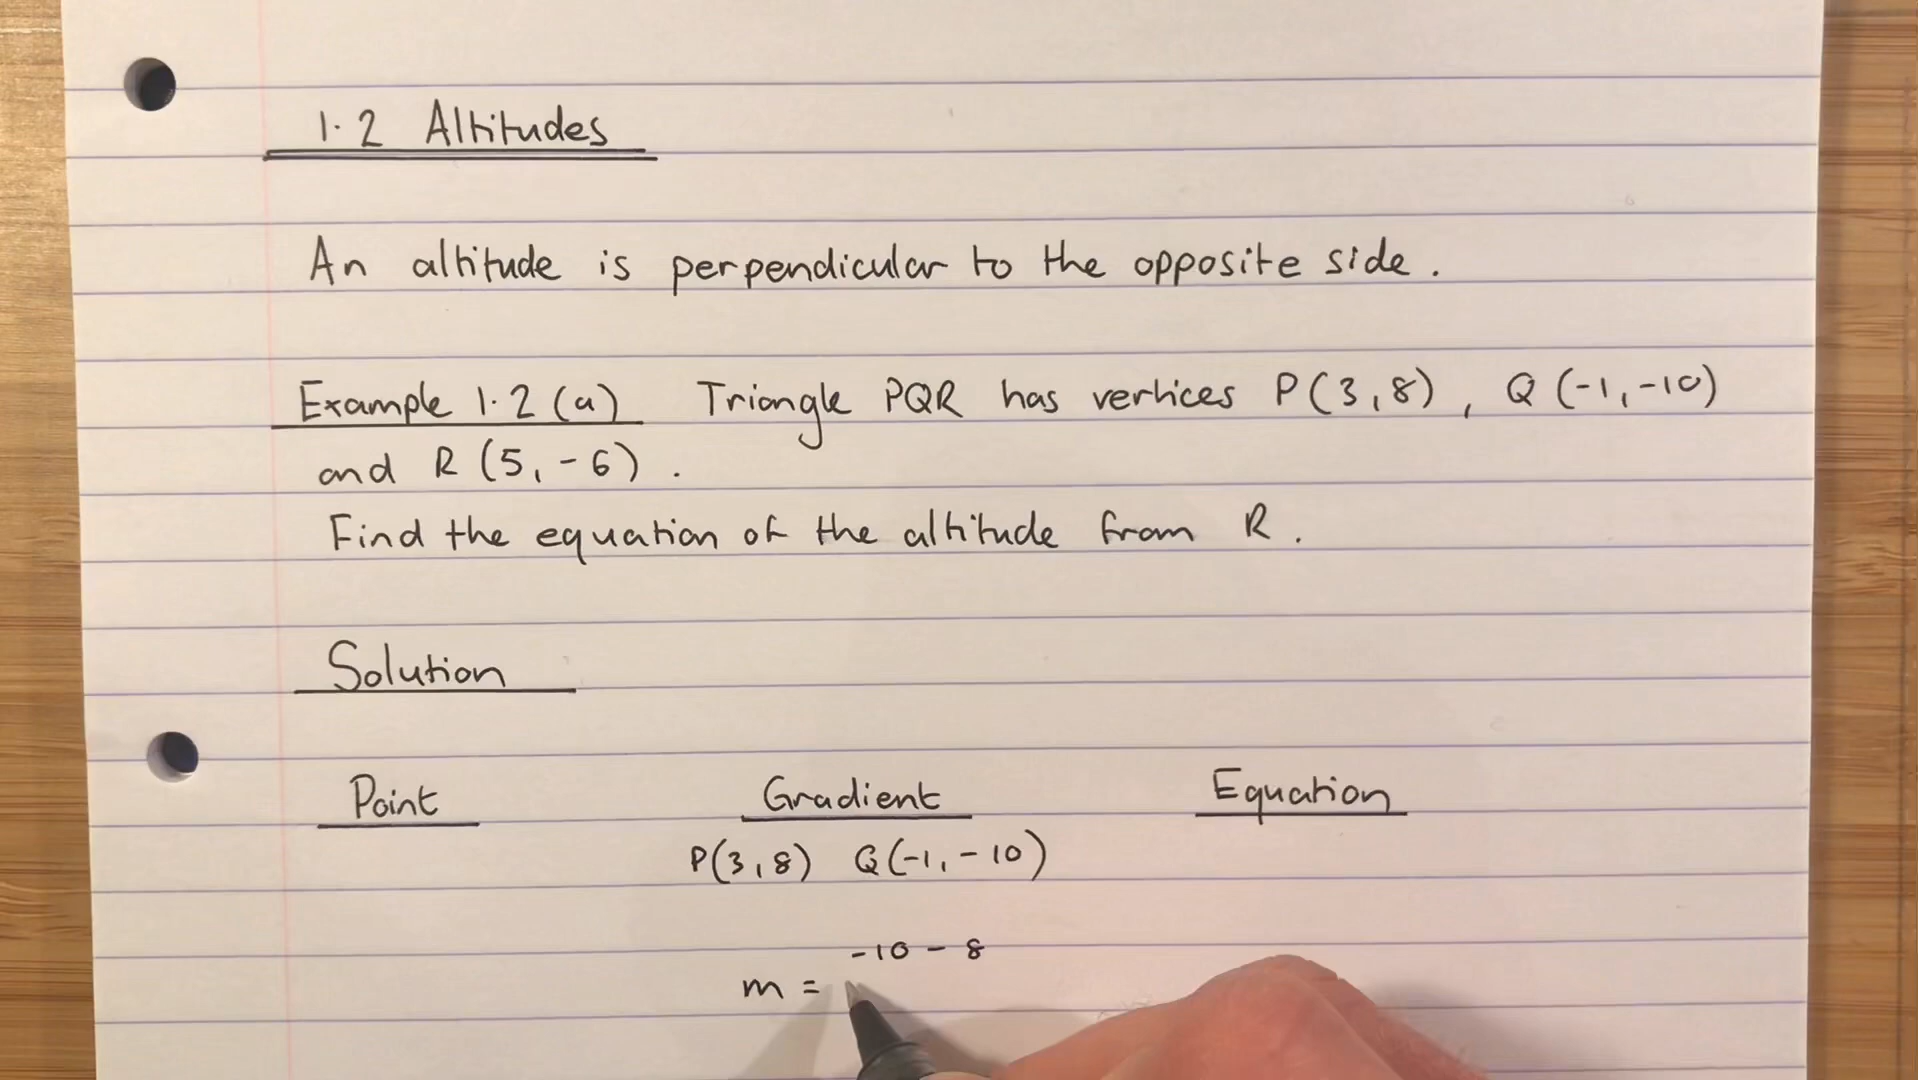 1.2 Altitudes
An altitude is perpendicular to the opposite side.
Example 1.2 (a) Triangle PQR has vertices P(3,8), Q(-1,-10)
and R(5,-6).
Find the equation of the altitude from R.
Solution
Point Gradient Equation
P(3,8) Q(-1,-10)
-10 - 8
m =